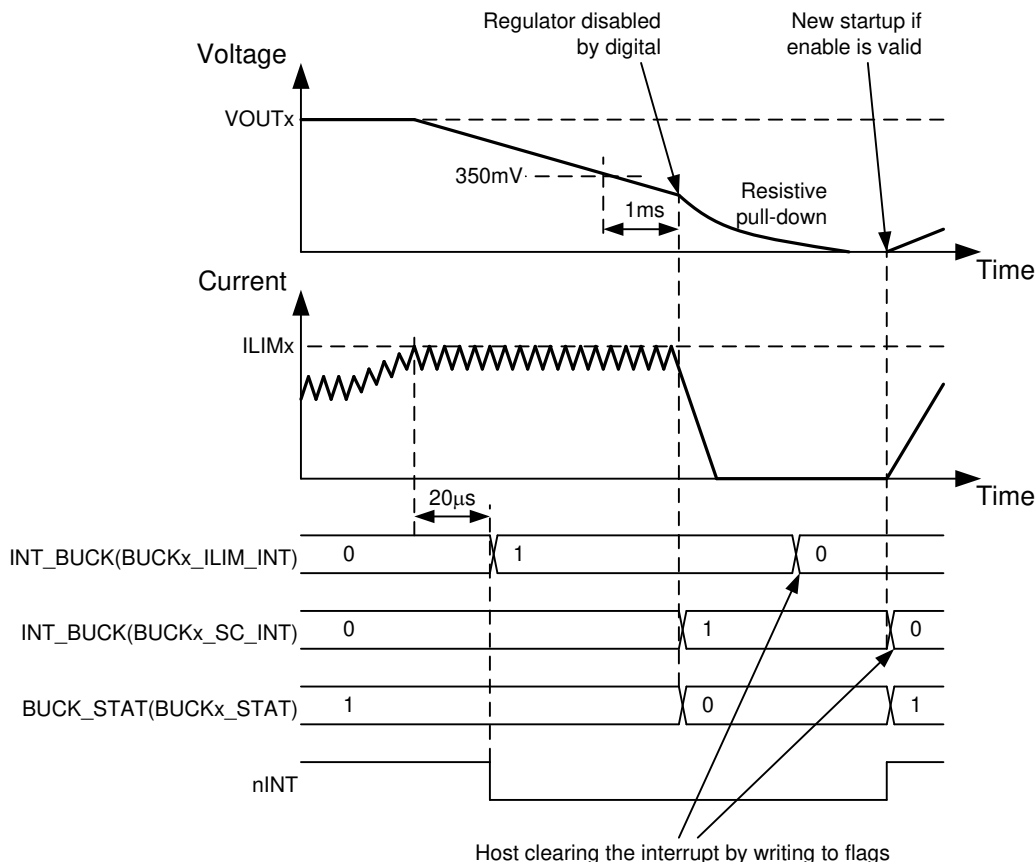 Regulator disabled
by digital
New startup if
enable is valid
Voltage
VOUTx
350mV
1ms
Resistive
pull-down
Time
Current
ILIMx
Time
20μs
INT_BUCK(BUCKx_ILIM_INT)
0
1
0
INT_BUCK(BUCKx_SC_INT)
0
1
0
BUCK_STAT(BUCKx_STAT)
1
0
1
nINT
Host clearing the interrupt by writing to flags